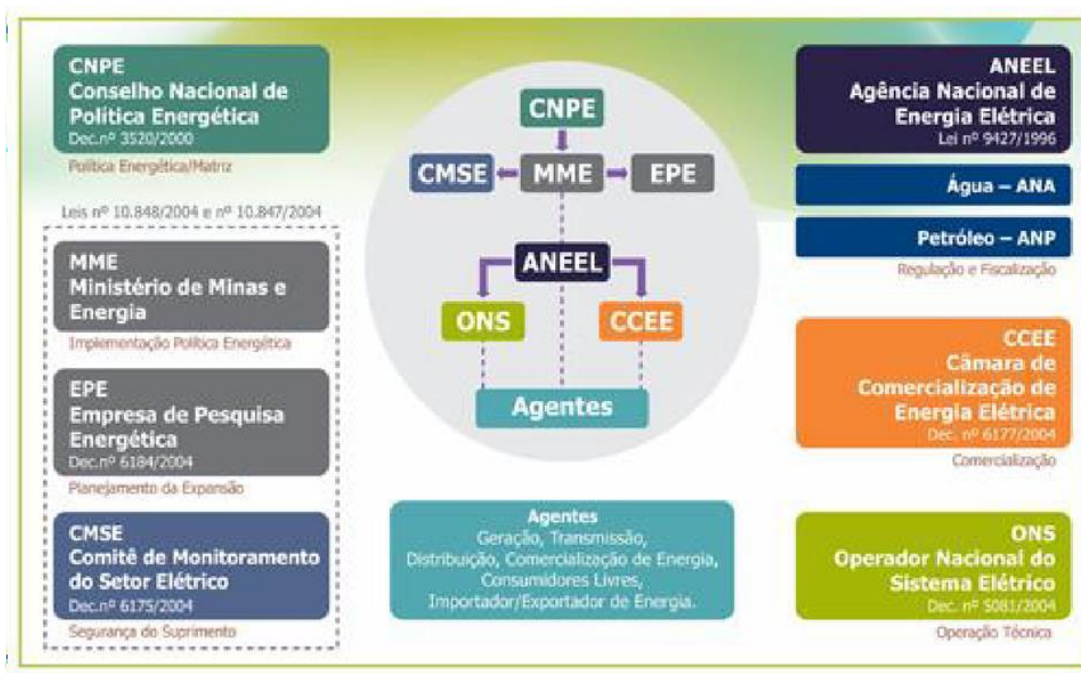 CNPE
Conselho Nacional de
Política Energética
Dec.nº 3520/2000
Política Energética/Matriz
Leis nº 10.848/2004 e nº 10.847/2004
MME
Ministério de Minas e
Energia
Implementação Política Energética
EPE
Empresa de Pesquisa
Energética
Dec.nº 6184/2004
Planejamento da Expansão
CMSE
Comitê de Monitoramento
do Setor Elétrico
Dec.nº 6175/2004
Segurança do Suprimento
CNPE
CMSE
MME
EPE
ANEEL
ONS
CCEE
Agentes
Agentes
Geração, Transmissão,
Distribuição, Comercialização de Energia,
Consumidores Livres,
Importador/Exportador de Energia.
ANEEL
Agência Nacional de
Energia Elétrica
Lei nº 9427/1996
Água – ANA
Petróleo – ANP
Regulação e Fiscalização
CCEE
Câmara de
Comercialização de
Energia Elétrica
Dec. nº 6177/2004
Comercialização
ONS
Operador Nacional do
Sistema Elétrico
Dec. nº 5081/2004
Operação Técnica